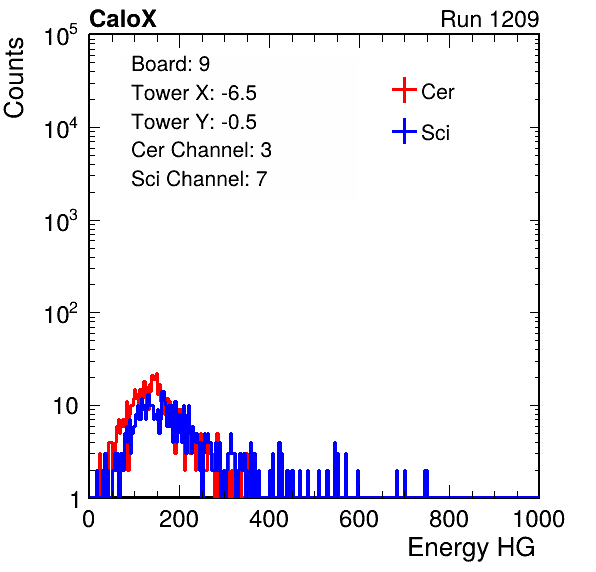 CaloX Run 1209
Counts
Board: 9
Tower X: -6.5
Tower Y: -0.5
Cer Channel: 3
Sci Channel: 7
Cer
Sci
10^5
10^4
10^3
10^2
10
1
0 200 400 600 800 1000
Energy HG